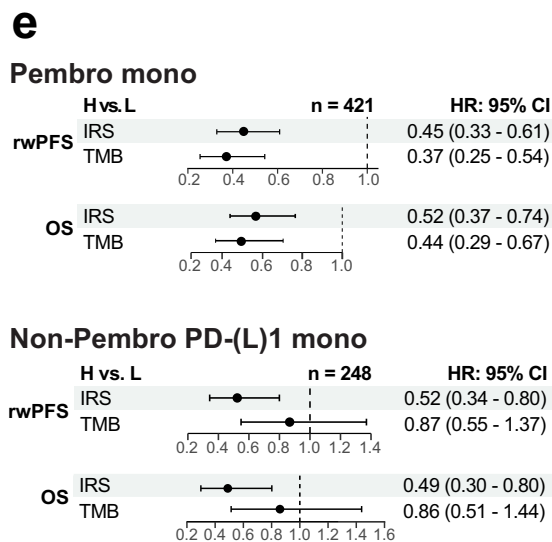 e
Pembro mono
H vs. L n = 421 HR: 95% CI
rwPFS
IRS 0.45 (0.33 - 0.61)
TMB 0.37 (0.25 - 0.54)
0.2 0.4 0.6 0.8 1.0
OS
IRS 0.52 (0.37 - 0.74)
TMB 0.44 (0.29 - 0.67)
0.2 0.4 0.6 0.8 1.0
Non-Pembro PD-(L)1 mono
H vs. L n = 248 HR: 95% CI
rwPFS
IRS 0.52 (0.34 - 0.80)
TMB 0.87 (0.55 - 1.37)
0.2 0.4 0.6 0.8 1.0 1.2 1.4
OS
IRS 0.49 (0.30 - 0.80)
TMB 0.86 (0.51 - 1.44)
0.2 0.4 0.6 0.8 1.0 1.2 1.4 1.6